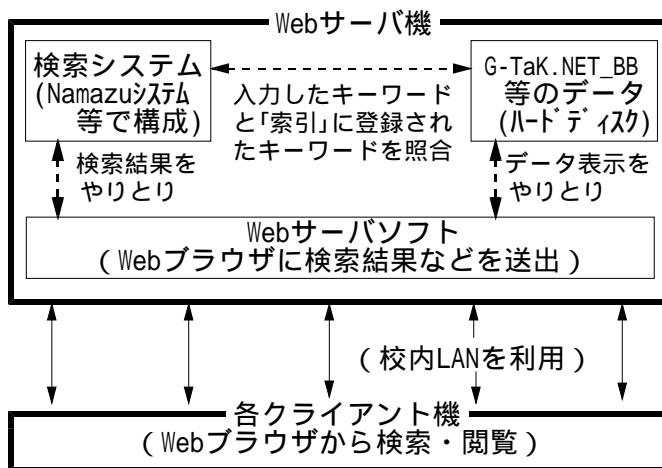 Webサーバ機
検索システム
(Namazuｼｽﾃﾑ
等で構成)
入力したキーワード
と｢索引｣に登録され
たキーワードを照合
G-TaK.NET_BB
等のデータ
(ﾊｰﾄﾞﾃﾞｨｽｸ)
検索結果を
やりとり
データ表示を
やりとり
Webサーバソフト
(Webブラウザに検索結果などを送出)
(校内LANを利用)
各クライアント機
(Webブラウザから検索・閲覧)